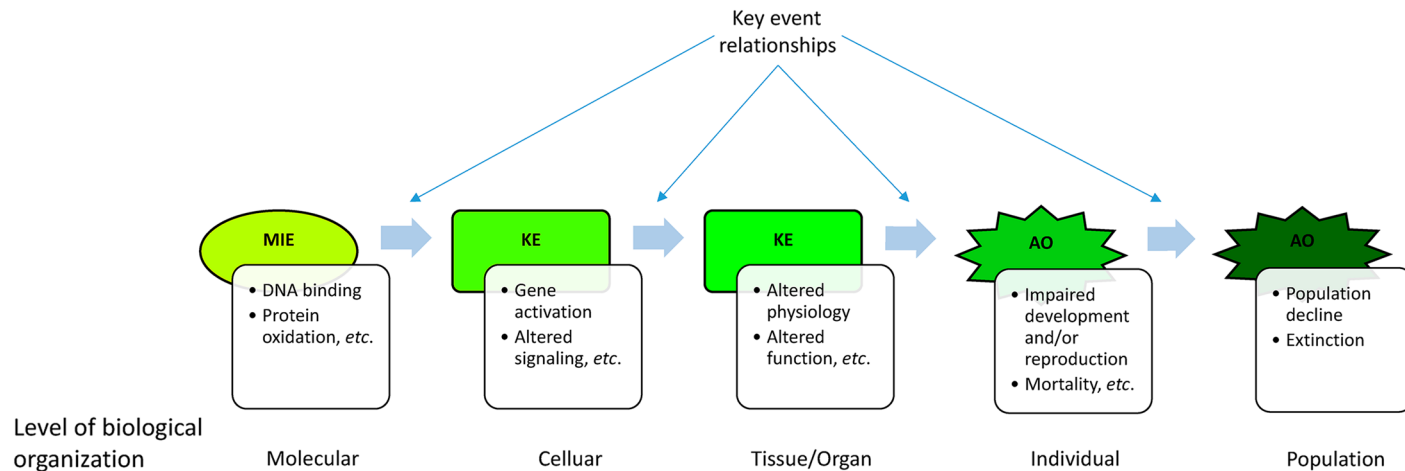 Key event
relationships
MIE
KE
KE
AO
AO
• DNA binding
• Protein
oxidation, etc.
• Gene
activation
• Altered
signaling, etc.
• Altered
physiology
• Altered
function, etc.
• Impaired
development
and/or
reproduction
• Mortality, etc.
• Population
decline
• Extinction
Level of biological
organization
Molecular
Celluar
Tissue/Organ
Individual
Population